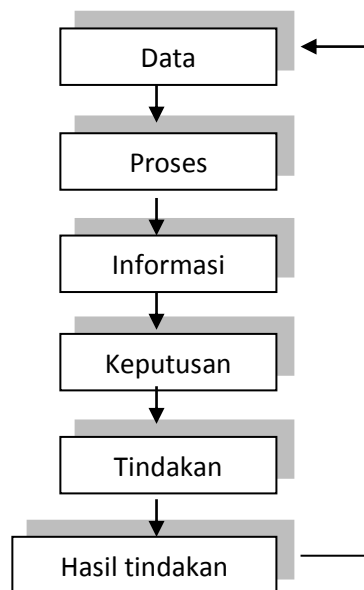 Data
Proses
Informasi
Keputusan
Tindakan
Hasil tindakan